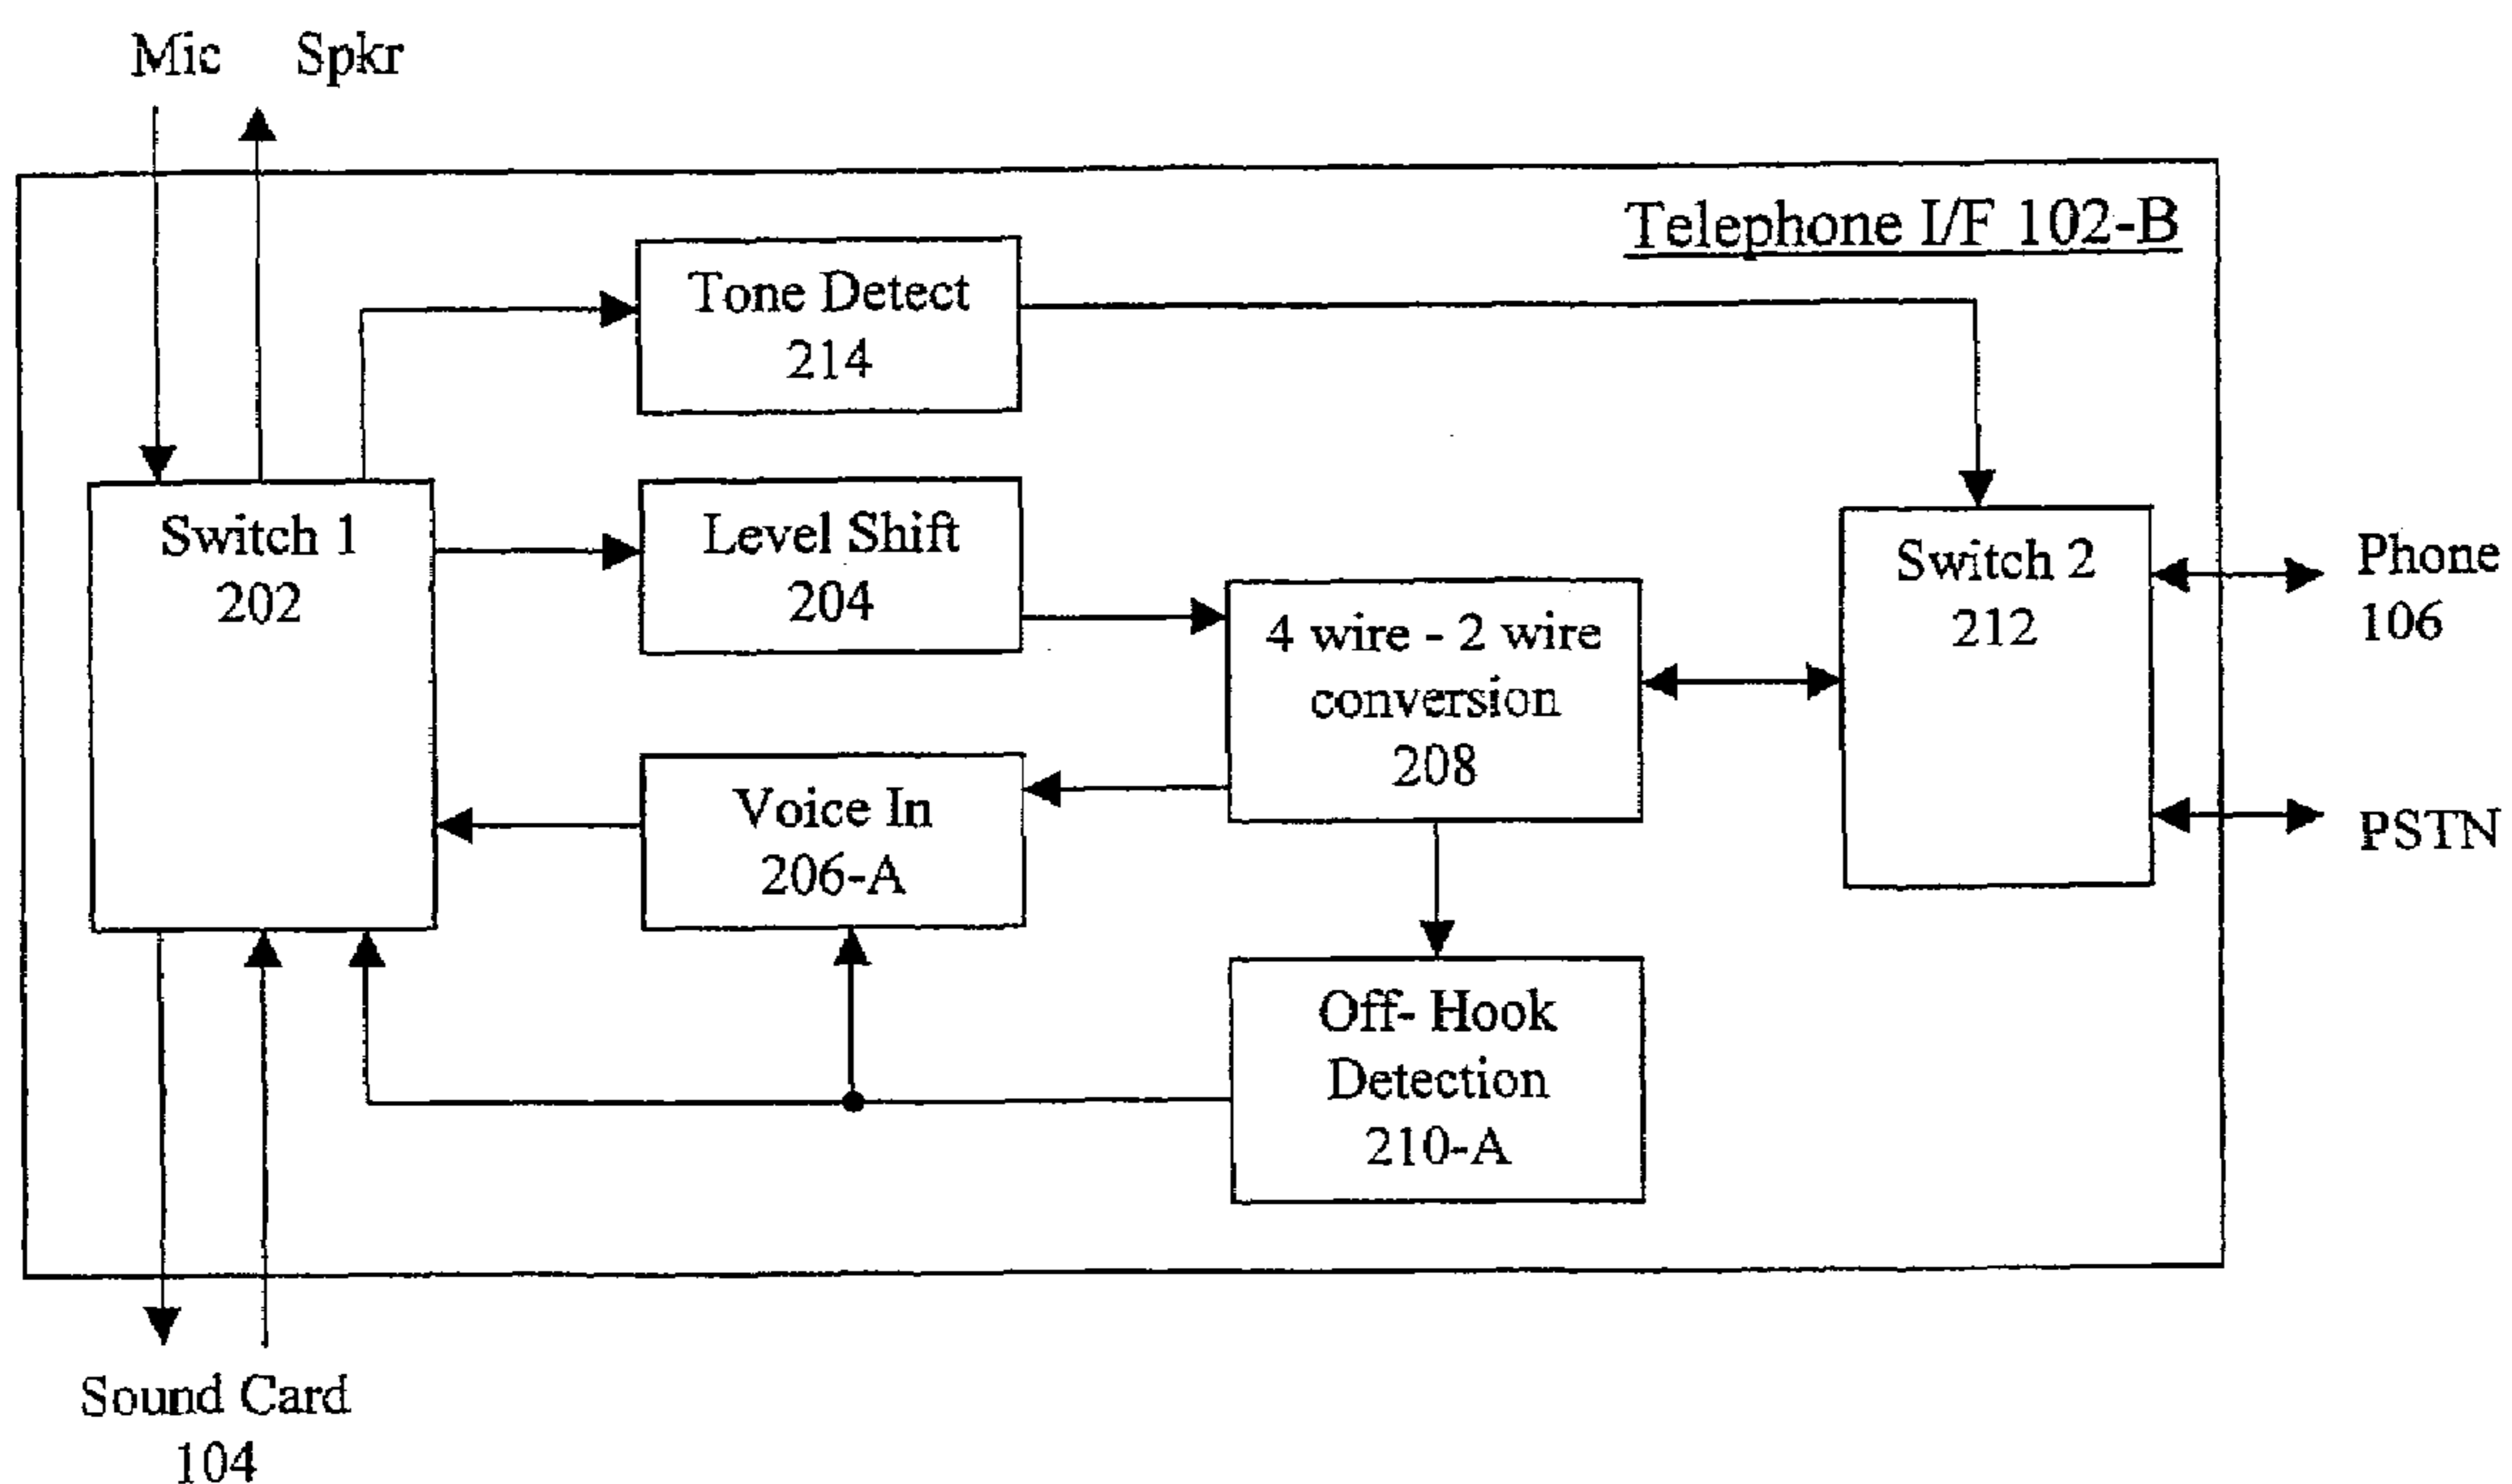 Mic Spkr
Telephone I/F 102-B
Tone Detect
214
Switch 1
202
Level Shift
204
4 wire - 2 wire
conversion
208
Switch 2
212
Phone
106
PSTN
Voice In
206-A
Off- Hook
Detection
210-A
Sound Card
104